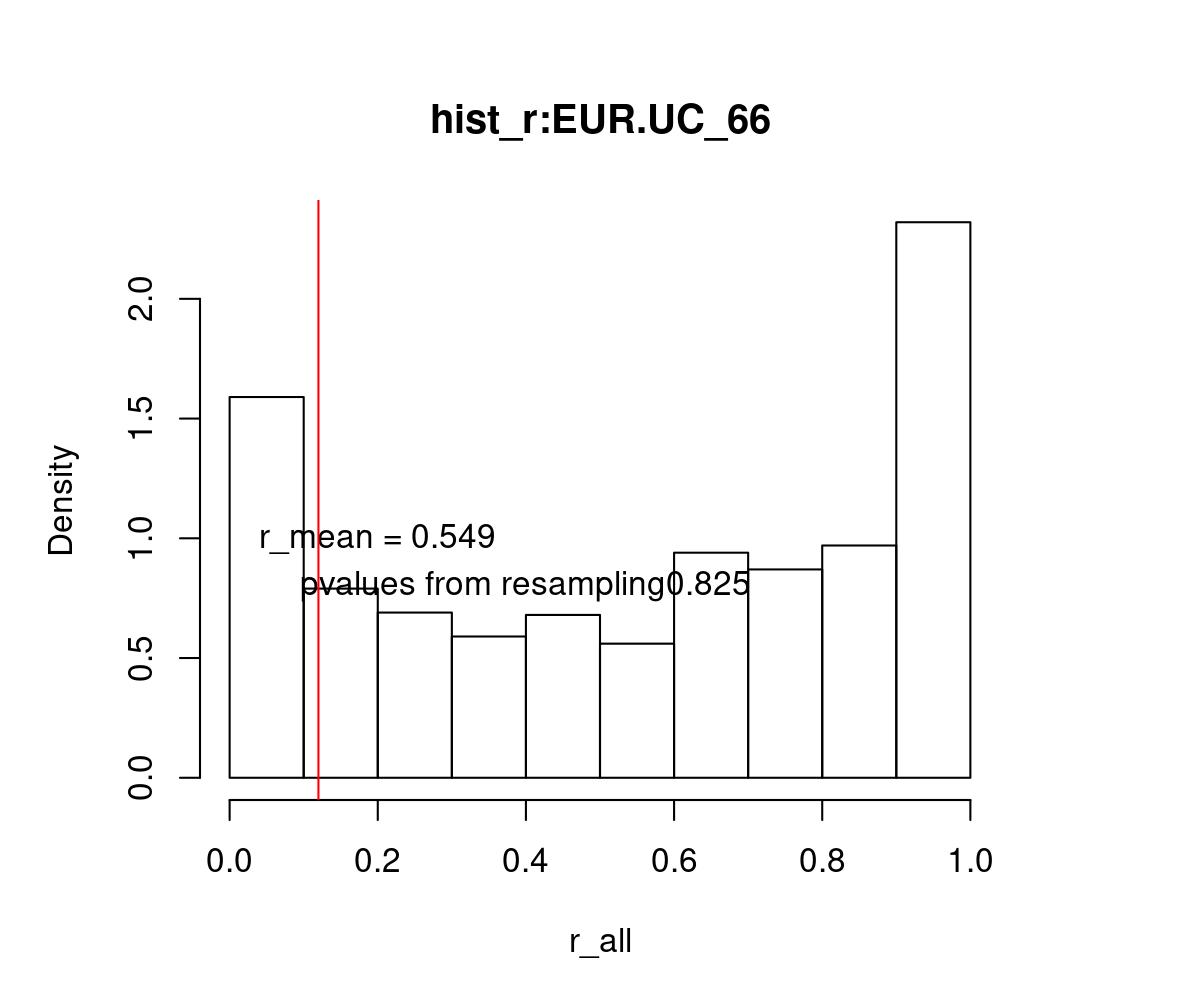 hist_r:EUR.UC_66
2.0
1.5
1.0
0.5
0.0
Density
r_mean = 0.549
pvalues from resampling0.825
0.0 0.2 0.4 0.6 0.8 1.0
r_all